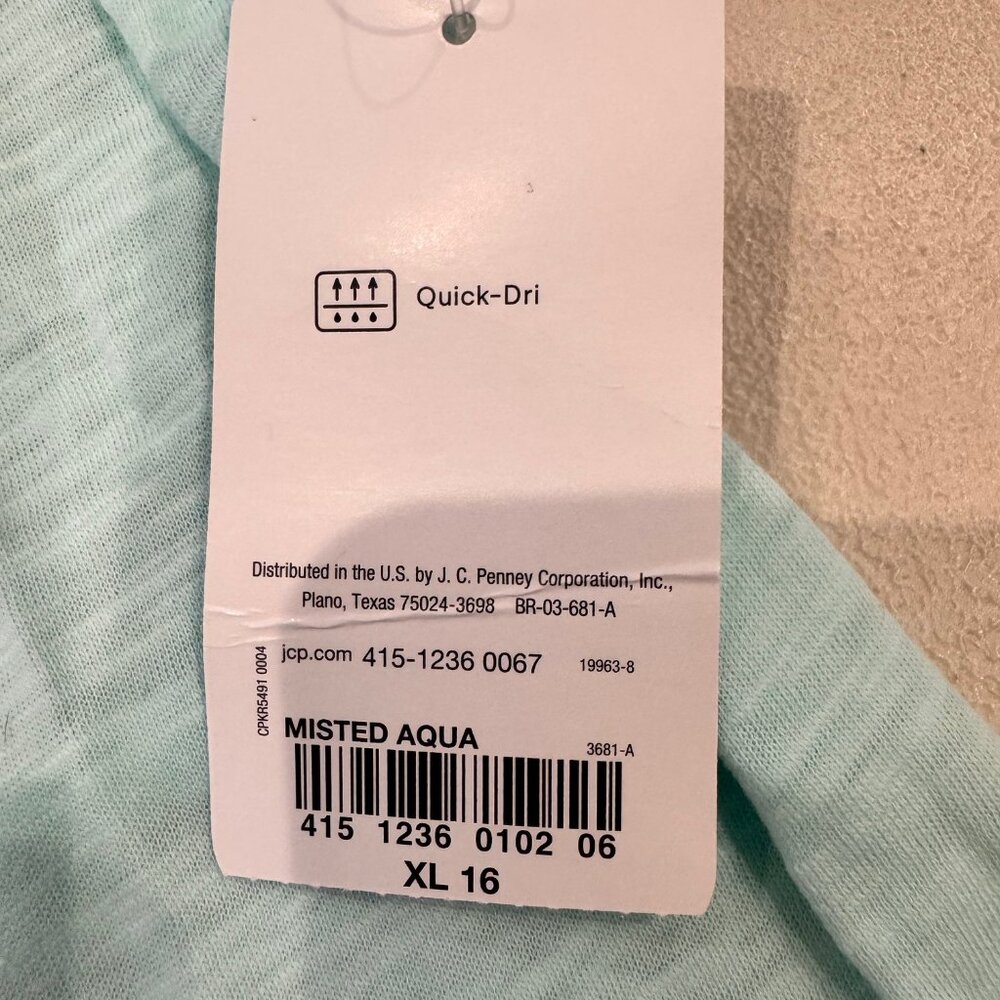 Quick-Dri
Distributed in the U.S. by J. C. Penney Corporation, Inc.,
Plano, Texas 75024-3698 BR-03-681-A
jcp.com 415-1236 0067 19963-8
CPKR5491 0004
MISTED AQUA 3681-A
415 1236 0102 06
XL 16